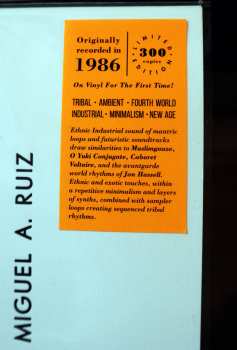 Originally
recorded in
1986
LIMITED
300
copies
EDITION
On Vinyl For The First Time!
TRIBAL • AMBIENT • FOURTH WORLD
INDUSTRIAL • MINIMALISM • NEW AGE
Ethnic Industrial sound of mantric
loops and futuristic soundtracks
draw similarities to Muslimgauze,
O Yuki Conjugate, Cabaret
Voltaire, and the avantgarde
world rhythms of Jon Hassell.
Ethnic and exotic touches, within
a repetitive minimalism and layers
of synths, combined with sampler
loops creating sequenced tribal
rhythms.
MIGUEL A. RUIZ